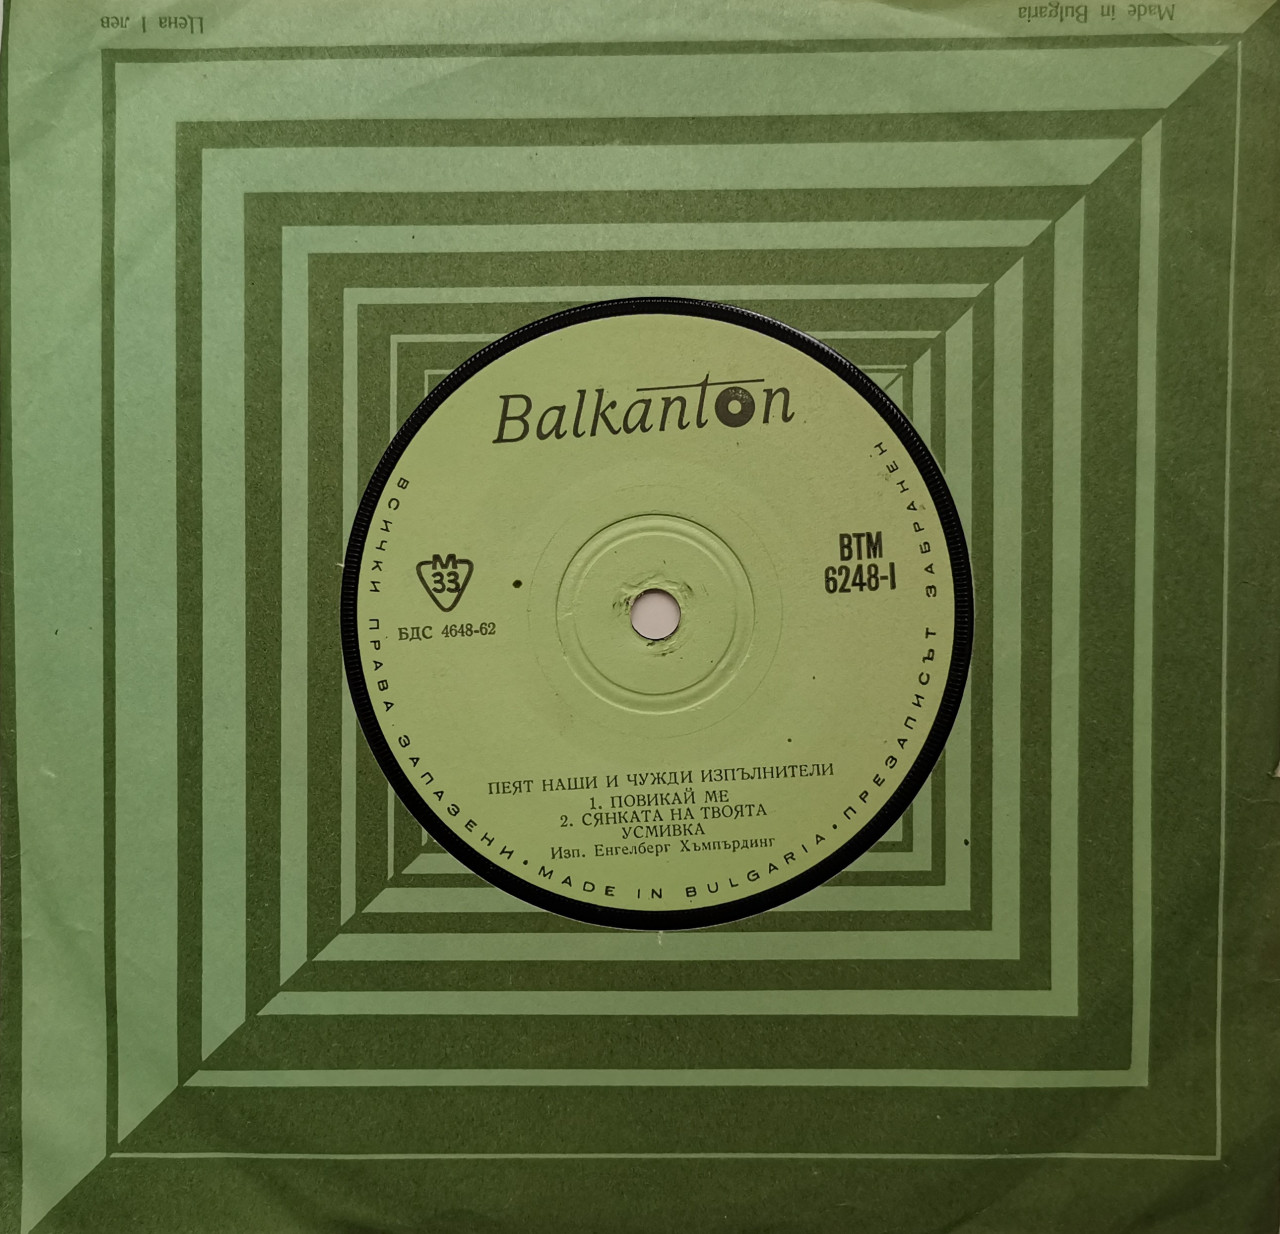 Цена 1 лев
Made in Bulgaria
Balkanton
ВСИЧКИ ПРАВА ЗАПАЗЕНИ • MADE IN BULGARIA • ПРЕЗАПИСЪТ ЗАБРАНЕН
М
33
БДС 4648-62
ВТМ
6248-I
ПЕЯТ НАШИ И ЧУЖДИ ИЗПЪЛНИТЕЛИ
1. ПОВИКАЙ МЕ
2. СЯНКАТА НА ТВОЯТА
УСМИВКА
Изп. Енгелберг Хъмпърдинг